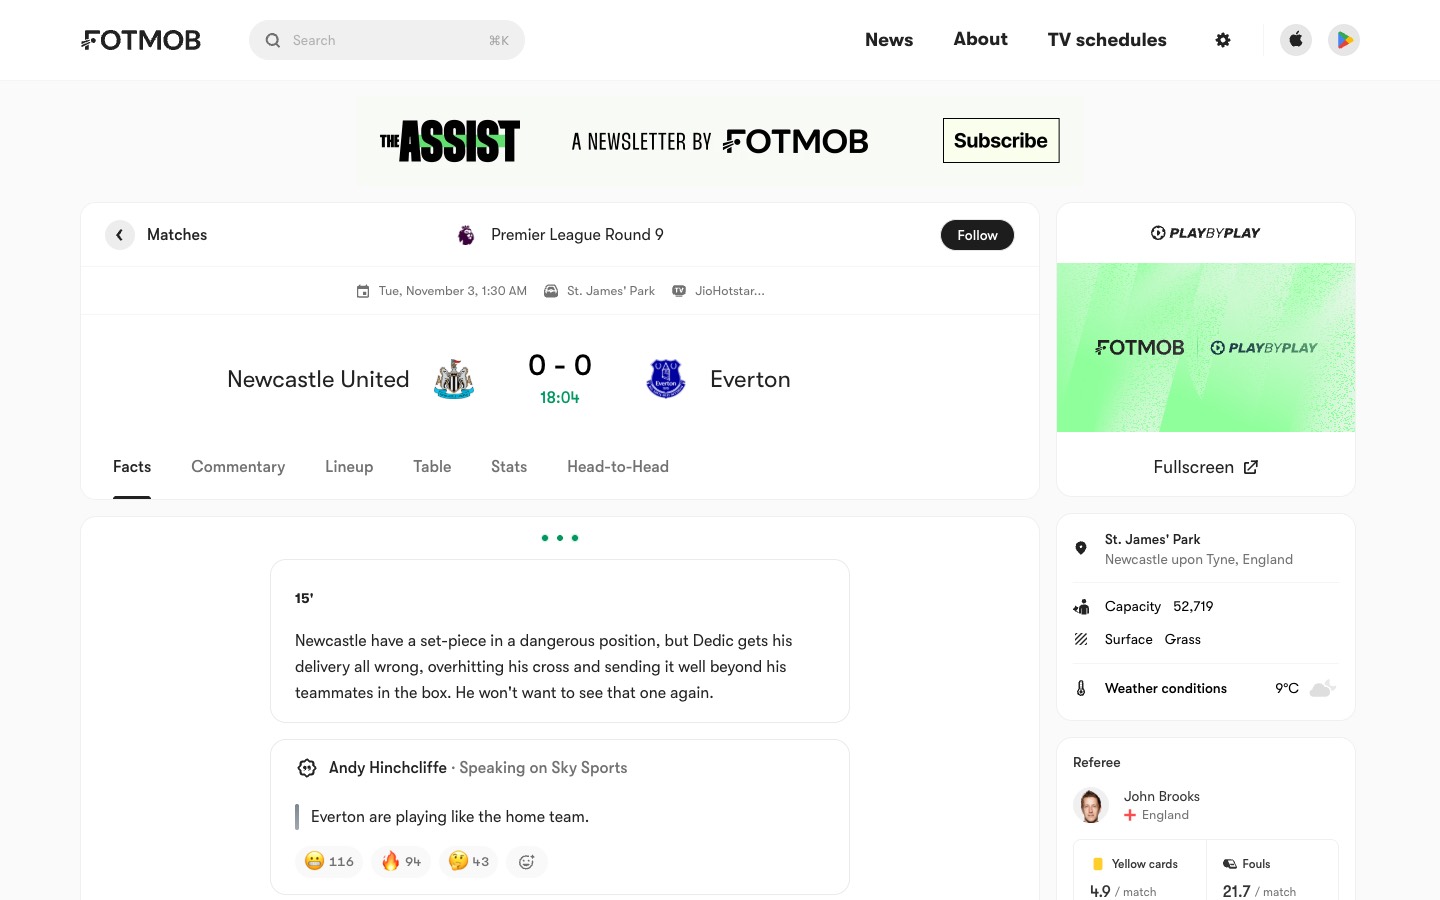 FOTMOB
Search
⌘K
News
About
TV schedules
THE ASSIST
A NEWSLETTER BY FOTMOB
Subscribe
Matches
Premier League Round 9
Follow
Tue, November 3, 1:30 AM
St. James' Park
TV
JioHotstar...
Newcastle United
0 - 0
18:04
Everton
Everton
Facts
Commentary
Lineup
Table
Stats
Head-to-Head
15'
Newcastle have a set-piece in a dangerous position, but Dedic gets his
delivery all wrong, overhitting his cross and sending it well beyond his
teammates in the box. He won't want to see that one again.
Andy Hinchcliffe · Speaking on Sky Sports
Everton are playing like the home team.
116
94
43
PLAYBYPLAY
FOTMOB
PLAYBYPLAY
Fullscreen
St. James' Park
Newcastle upon Tyne, England
Capacity 52,719
Surface Grass
Weather conditions
9°C
Referee
John Brooks
England
Yellow cards
4.9 / match
Fouls
21.7 / match